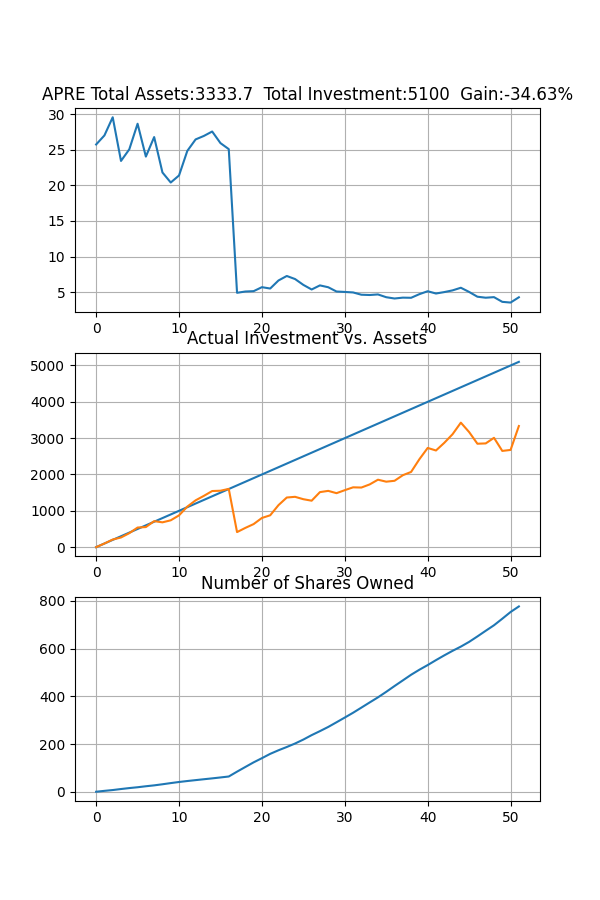 APRE Total Assets:3333.7  Total Investment:5100  Gain:-34.63%
30
25
20
15
10
5
0 10 20 30 40 50
Actual Investment vs. Assets
5000
4000
3000
2000
1000
0
0 10 20 30 40 50
Number of Shares Owned
800
600
400
200
0
0 10 20 30 40 50